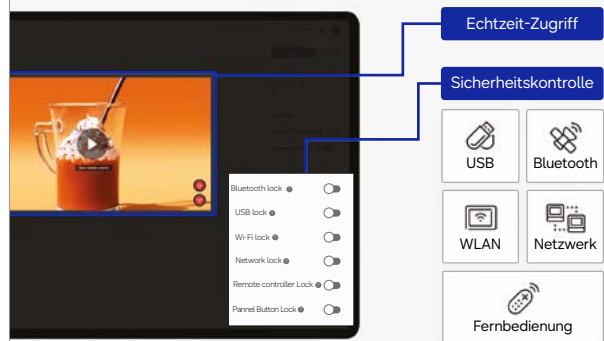 Echtzeit-Zugriff
Sicherheitskontrolle
USB
Bluetooth
WLAN
Netzwerk
Fernbedienung
Bluetooth lock
USB lock
Wi-Fi lock
Network lock
Remote controller Lock
Pannel Button Lock